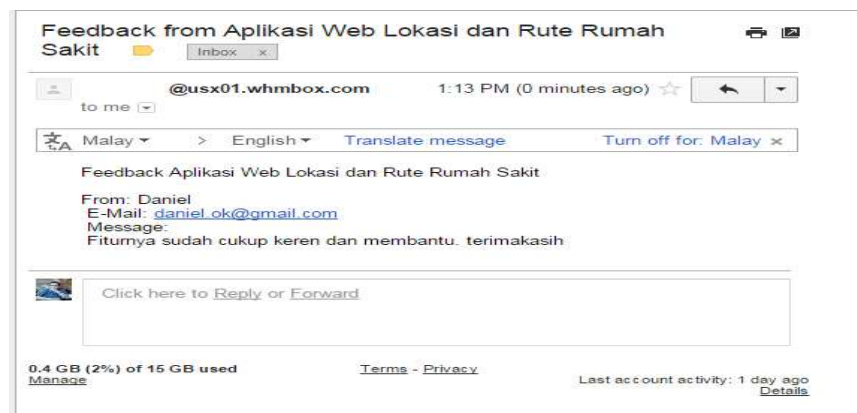 Feedback from Aplikasi Web Lokasi dan Rute Rumah
Sakit Inbox x
@usx01.whmbox.com 1:13 PM (0 minutes ago)
to me
Malay > English Translate message Turn off for: Malay x
Feedback Aplikasi Web Lokasi dan Rute Rumah Sakit
From: Daniel
E-Mail: daniel.ok@gmail.com
Message:
Fiturnya sudah cukup keren dan membantu. terimakasih
Click here to Reply or Forward
0.4 GB (2%) of 15 GB used
Manage
Terms - Privacy
Last account activity: 1 day ago
Details